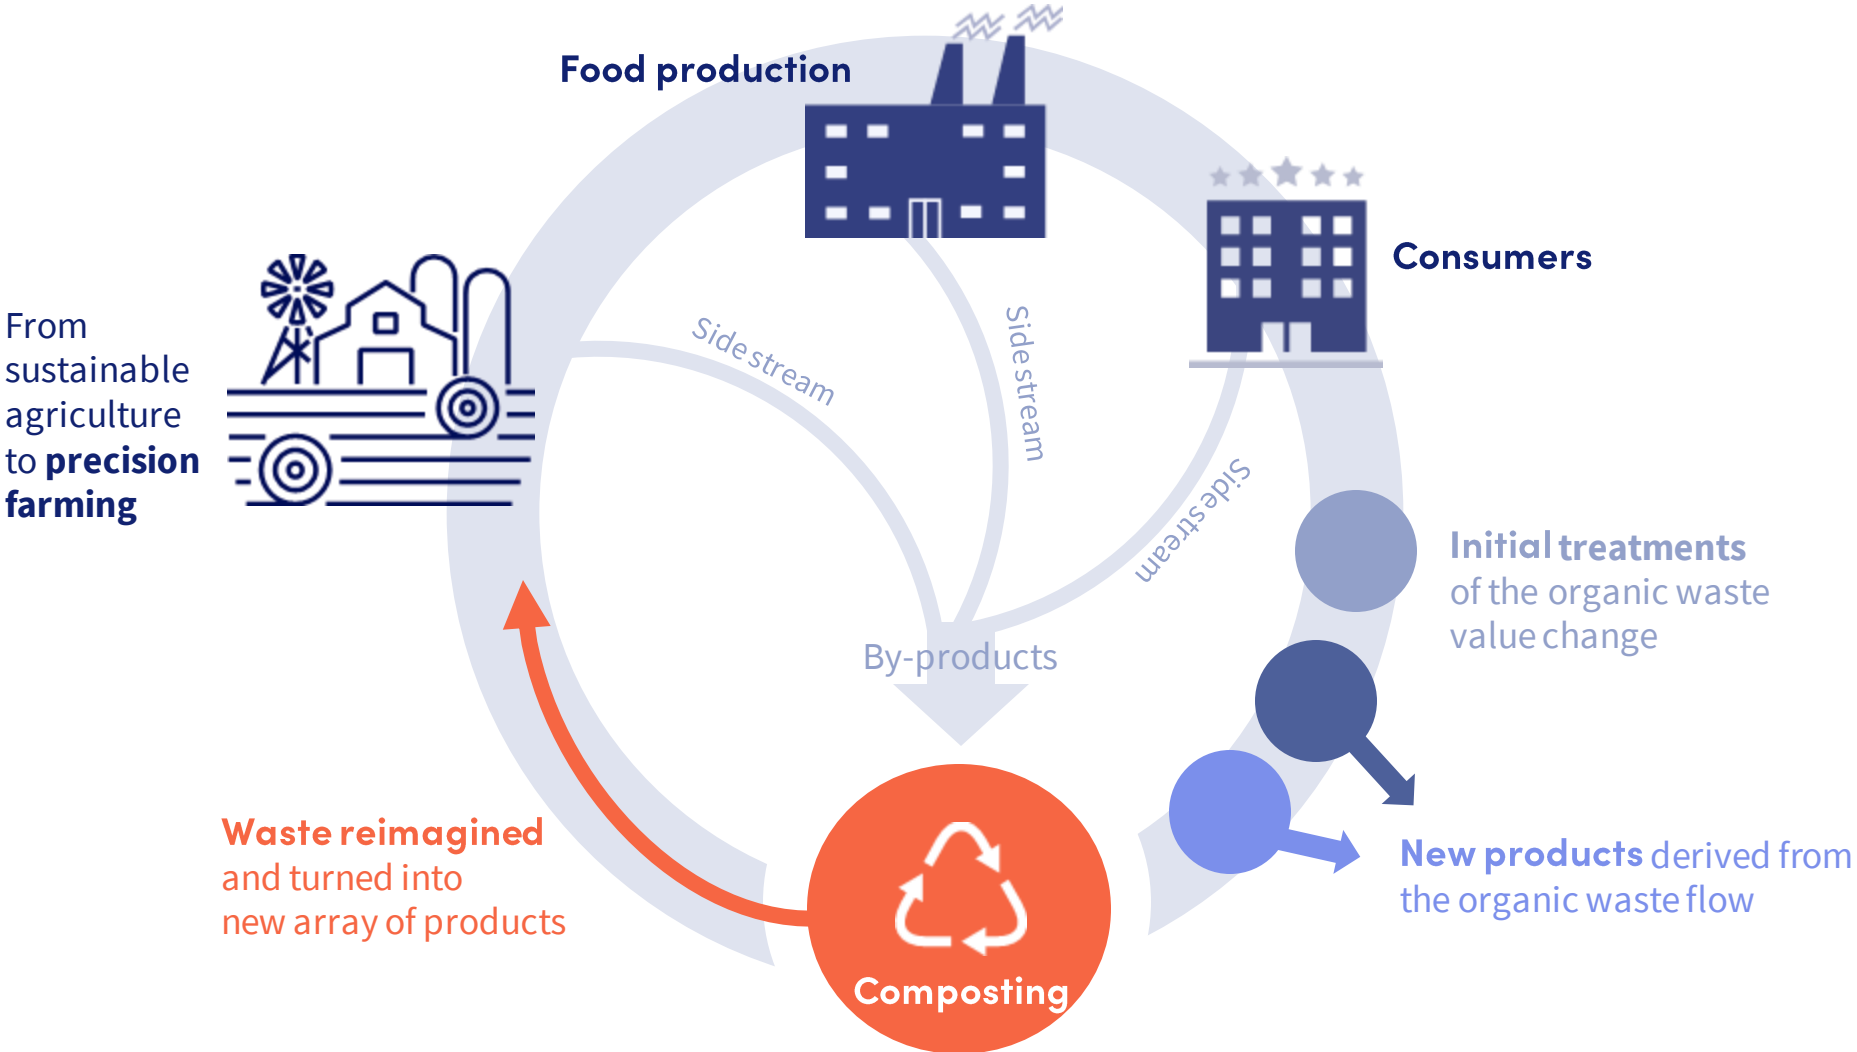 Food production
Consumers
From
sustainable
agriculture
to precision
farming
Side stream
Side stream
Side stream
By-products
Initial treatments
of the organic waste
value change
New products derived from
the organic waste flow
Waste reimagined
and turned into
new array of products
Composting